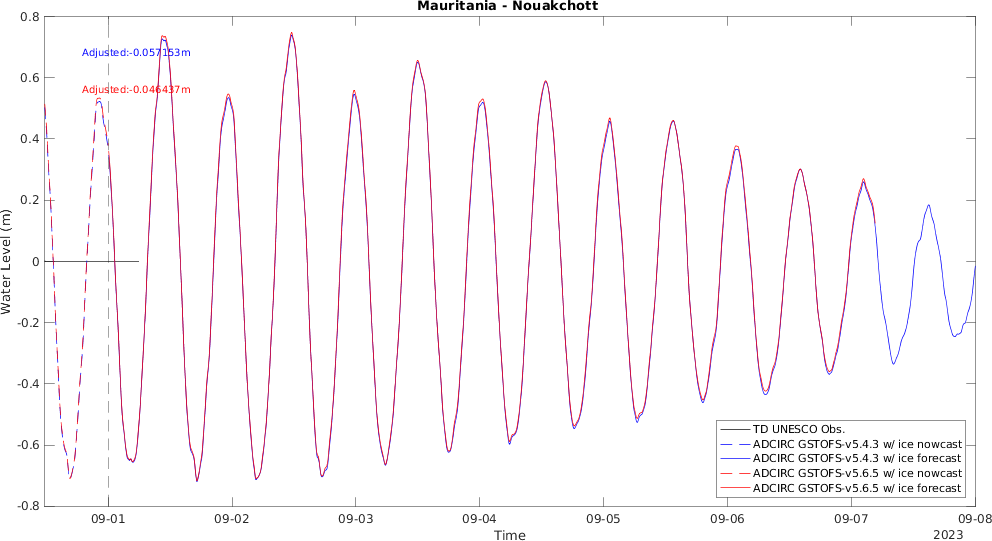 Mauritania - Nouakchott
0.8
0.6
0.4
0.2
0
-0.2
-0.4
-0.6
-0.8
Water Level (m)
Adjusted:-0.057153m
Adjusted:-0.046437m
TD UNESCO Obs.
ADCIRC GSTOFS-v5.4.3 w/ ice nowcast
ADCIRC GSTOFS-v5.4.3 w/ ice forecast
ADCIRC GSTOFS-v5.6.5 w/ ice nowcast
ADCIRC GSTOFS-v5.6.5 w/ ice forecast
09-01 09-02 09-03 09-04 09-05 09-06 09-07 09-08
Time
2023